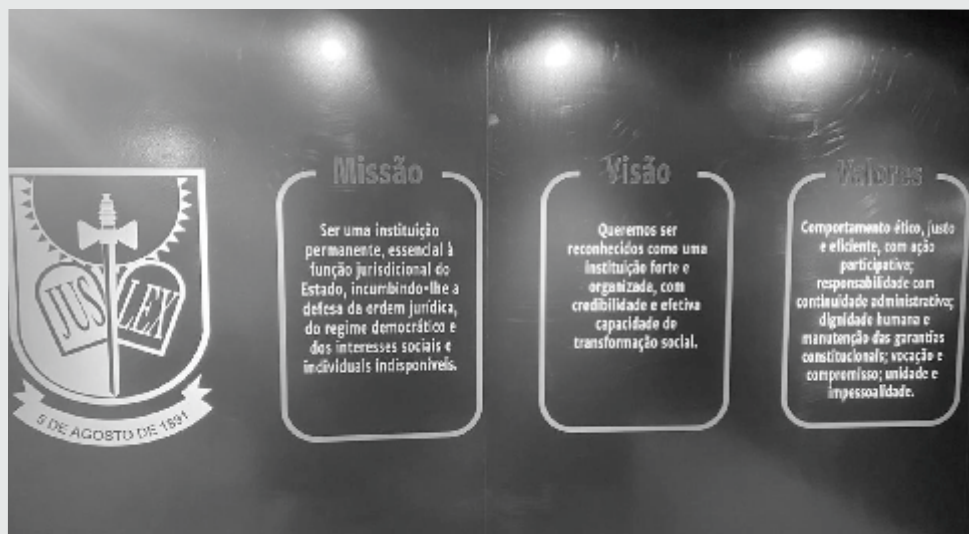 JUS
LEX
5 DE AGOSTO DE 1891
Missão
Ser uma instituição
permanente, essencial à
função jurisdicional do
Estado, incumbindo-lhe a
defesa da ordem jurídica,
do regime democrático e
dos interesses sociais e
individuais indisponíveis.
Visão
Queremos ser
reconhecidos como uma
instituição forte e
organizada, com
credibilidade e efetiva
capacidade de
transformação social.
Valores
Comportamento ético, justo
e eficiente, com ação
participativa;
responsabilidade com
continuidade administrativa;
dignidade humana e
manutenção das garantias
constitucionais; vocação e
compromisso; unidade e
impessoalidade.